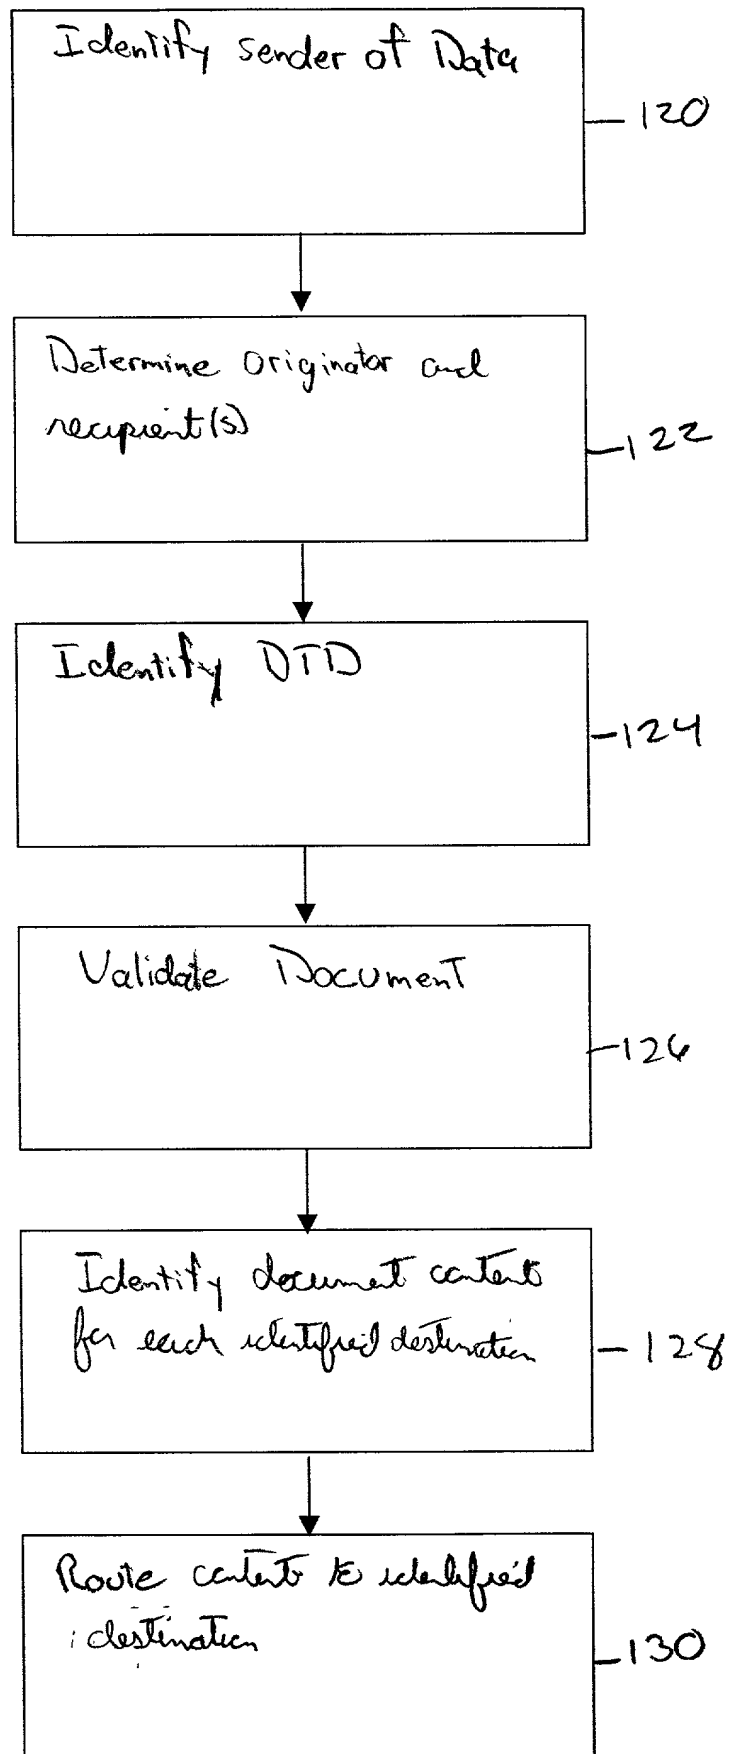 Identify sender of Data
120
Determine originator and
recipient(s)
122
Identify DTD
124
Validate Document
126
Identify document contents
for each identified destination
128
Route contents to identified
destination
130